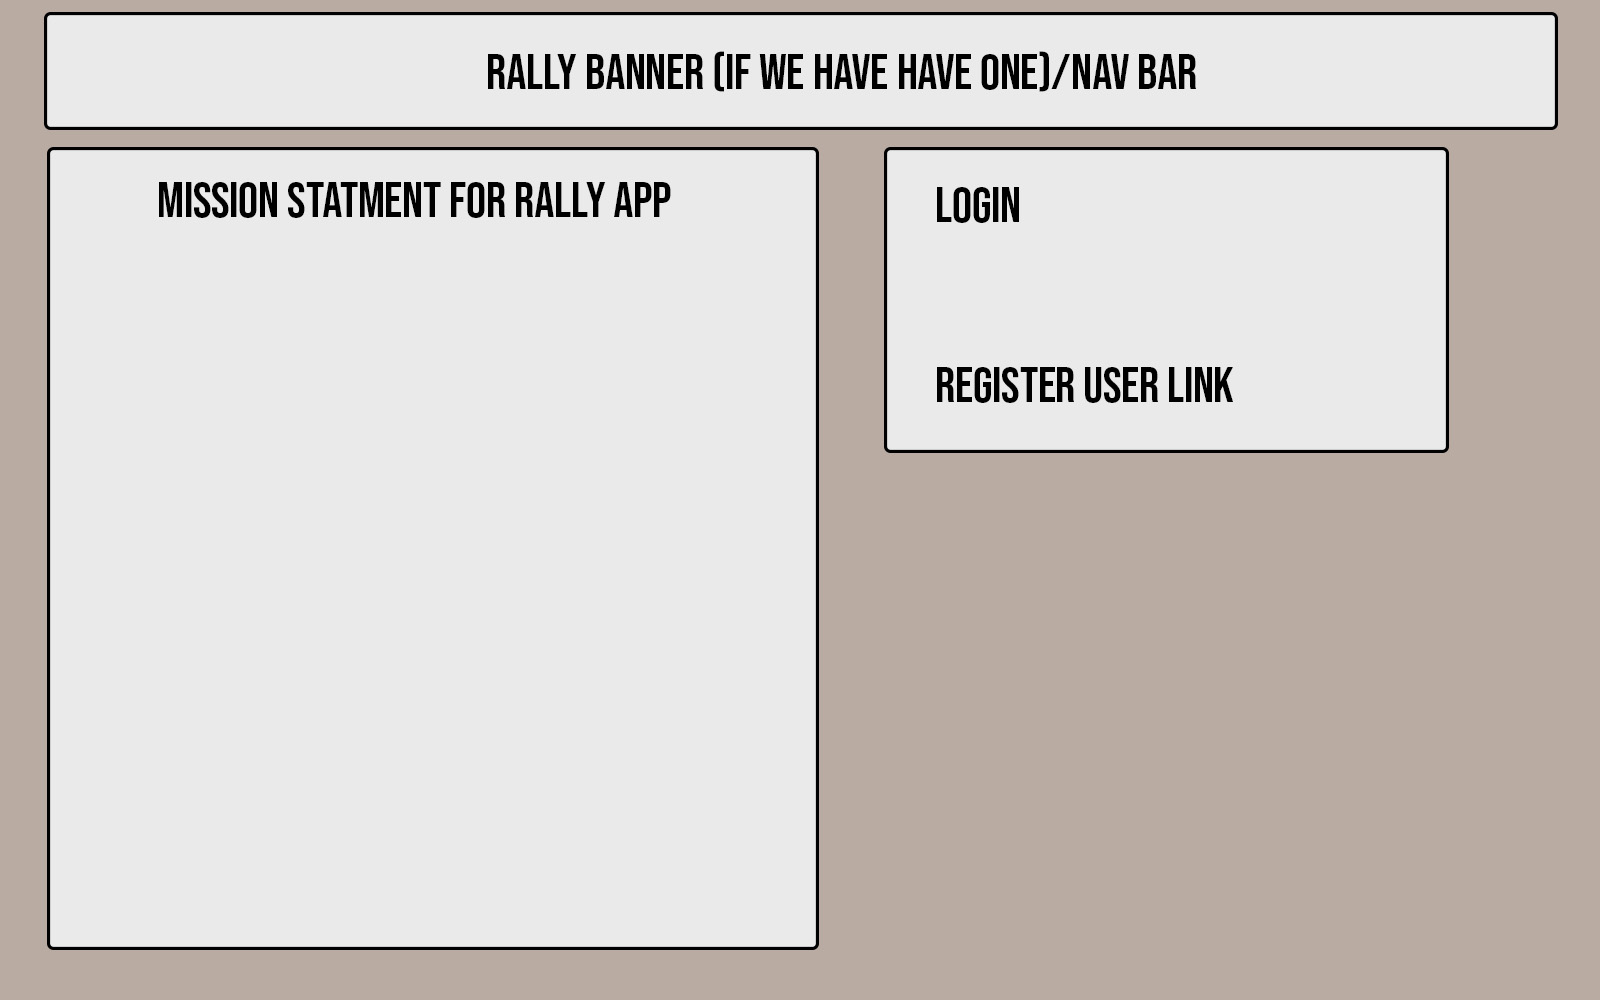 RALLY BANNER (IF WE HAVE HAVE ONE)/NAV BAR
MISSION STATMENT FOR RALLY APP
LOGIN
REGISTER USER LINK